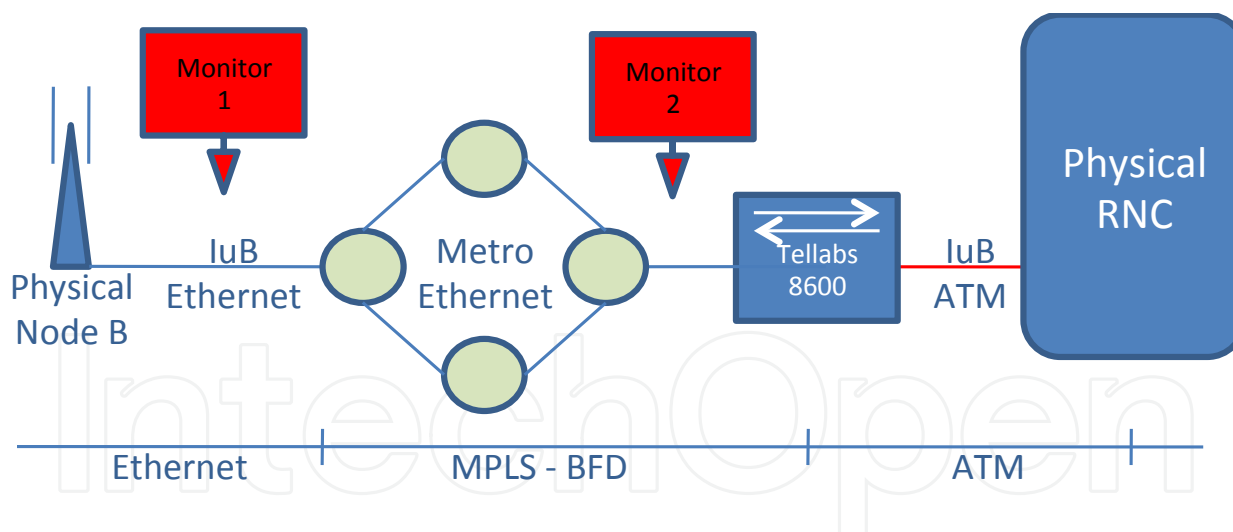 Monitor
1
Monitor
2
Physical
RNC
IuB
Ethernet
Metro
Ethernet
Tellabs
8600
IuB
ATM
Physical
Node B
IntechOpen
Ethernet
MPLS - BFD
ATM